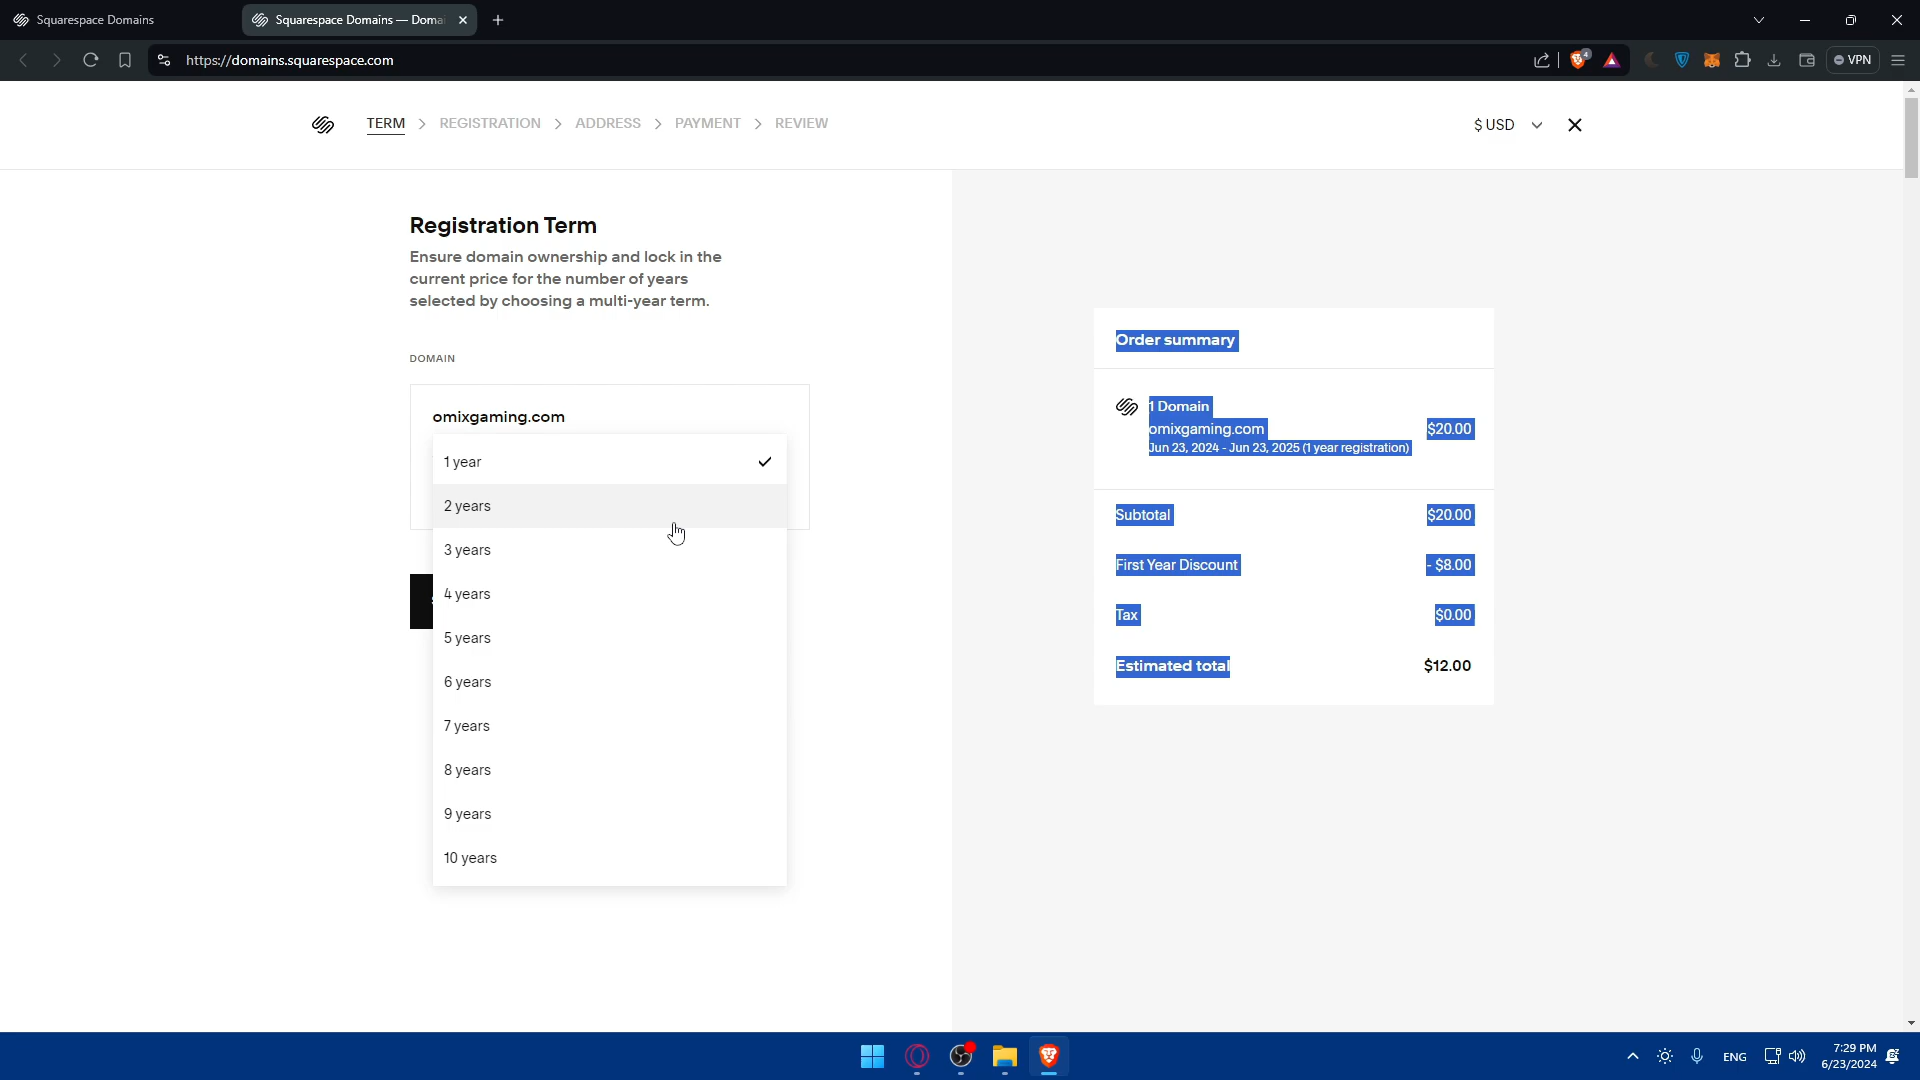 Squarespace Domains
Squarespace Domains — Domai
https://domains.squarespace.com
4
VPN
TERM
REGISTRATION
ADDRESS
PAYMENT
REVIEW
$ USD
Registration Term
Ensure domain ownership and lock in the
current price for the number of years
selected by choosing a multi-year term.
DOMAIN
omixgaming.com
1 year
2 years
3 years
4 years
5 years
6 years
7 years
8 years
9 years
10 years
Order summary
1 Domain
omixgaming.com $20.00
Jun 23, 2024 - Jun 23, 2025 (1 year registration)
Subtotal $20.00
First Year Discount - $8.00
Tax $0.00
Estimated total $12.00
ENG
7:29 PM
6/23/2024